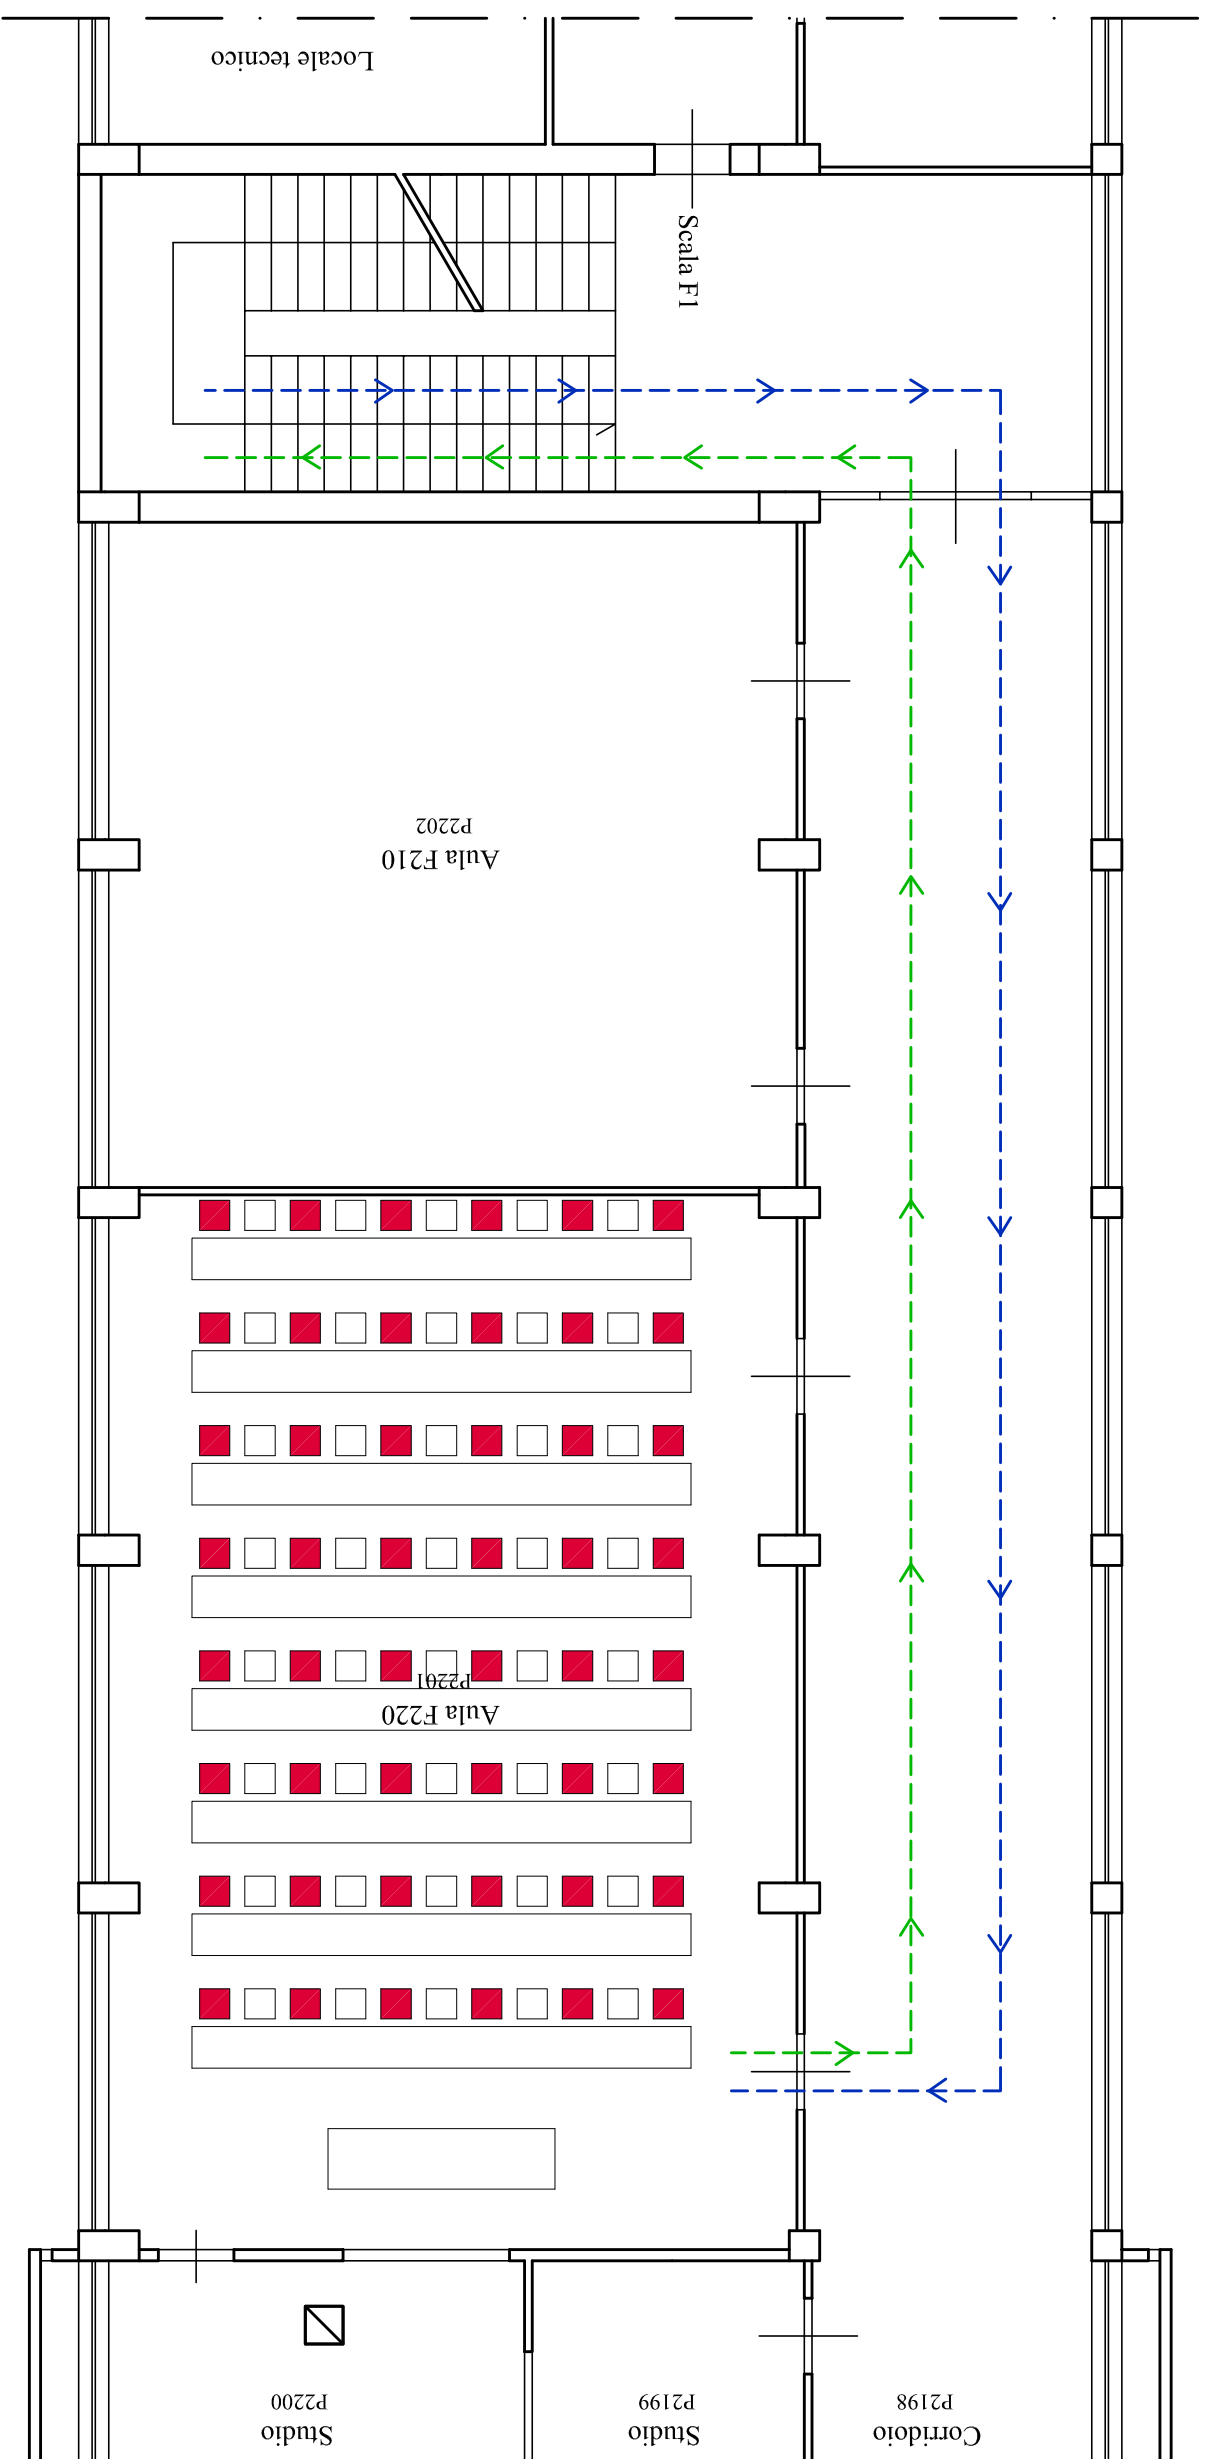 Locale tecnico
Scala F1
Aula F210
P2202
Aula F220
P2201
Studio
P2200
Studio
P2199
Corridoio
P2198